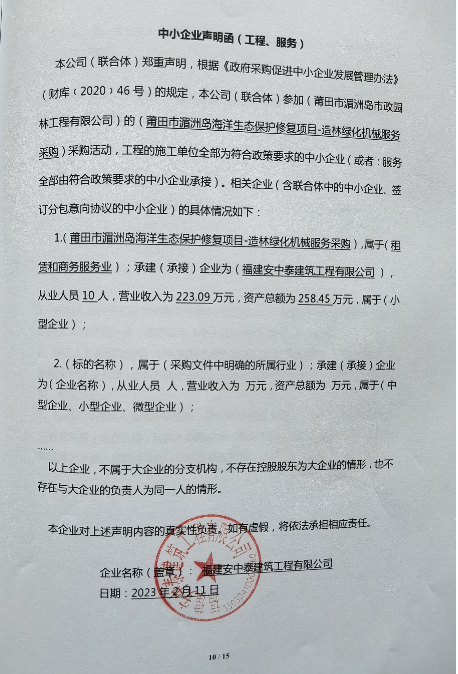 中小企业声明函（工程、服务）
本公司（联合体）郑重声明，根据《政府采购促进中小企业发展管理办法》
（财库﹝2020﹞46号）的规定，本公司（联合体）参加（莆田市湄洲岛市政园
林工程有限公司）的（莆田市湄洲岛海洋生态保护修复项目-造林绿化机械服务
采购）采购活动，工程的施工单位全部为符合政策要求的中小企业（或者：服务
全部由符合政策要求的中小企业承接）。相关企业（含联合体中的中小企业、签
订分包意向协议的中小企业）的具体情况如下：
1.（莆田市湄洲岛海洋生态保护修复项目-造林绿化机械服务采购），属于（租
赁和商务服务业）；承建（承接）企业为（福建安中泰建筑工程有限公司），
从业人员 10 人，营业收入为 223.09 万元，资产总额为 258.45 万元，属于（小
型企业）；
2.（标的名称），属于（采购文件中明确的所属行业）；承建（承接）企业
为（企业名称），从业人员 人，营业收入为 万元，资产总额为 万元，属于（中
型企业、小型企业、微型企业）；
......
以上企业，不属于大企业的分支机构，不存在控股股东为大企业的情形，也不
存在与大企业的负责人为同一人的情形。
本企业对上述声明内容的真实性负责。如有虚假，将依法承担相应责任。
企业名称（盖章）：福建安中泰建筑工程有限公司
日期：2023 年 2 月 11 日
10 / 15